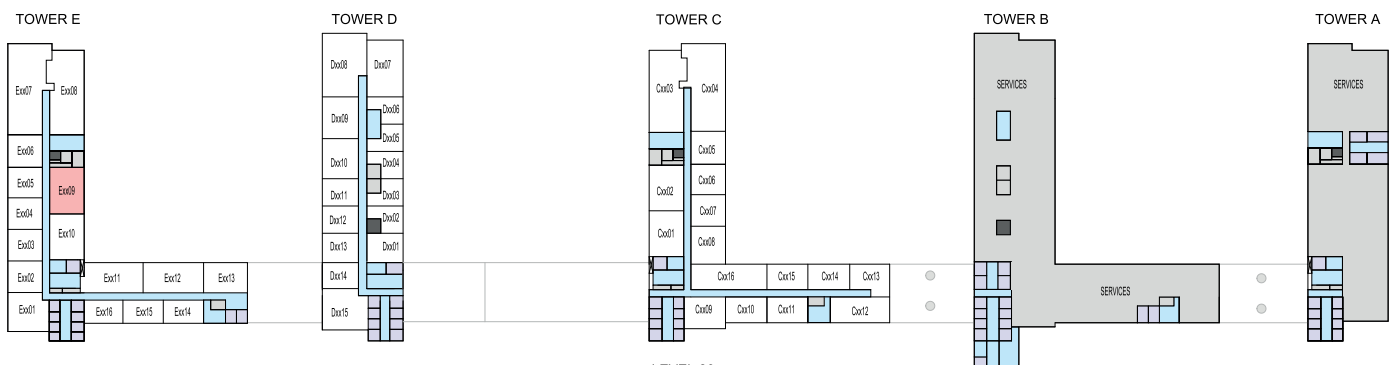 TOWER E
TOWER D
TOWER C
TOWER B
TOWER A
Exx07
Exx08
Exx06
Exx05
Exx09
Exx04
Exx03
Exx10
Exx02
Exx01
Exx11
Exx12
Exx13
Exx16
Exx15
Exx14
Dxx08
Dxx07
Dxx09
Dxx06
Dxx05
Dxx10
Dxx04
Dxx11
Dxx03
Dxx12
Dxx02
Dxx13
Dxx01
Dxx14
Dxx15
Cxx03
Cxx04
Cxx05
Cxx02
Cxx06
Cxx07
Cxx01
Cxx08
Cxx16
Cxx15
Cxx14
Cxx13
Cxx09
Cxx10
Cxx11
Cxx12
SERVICES
SERVICES
SERVICES